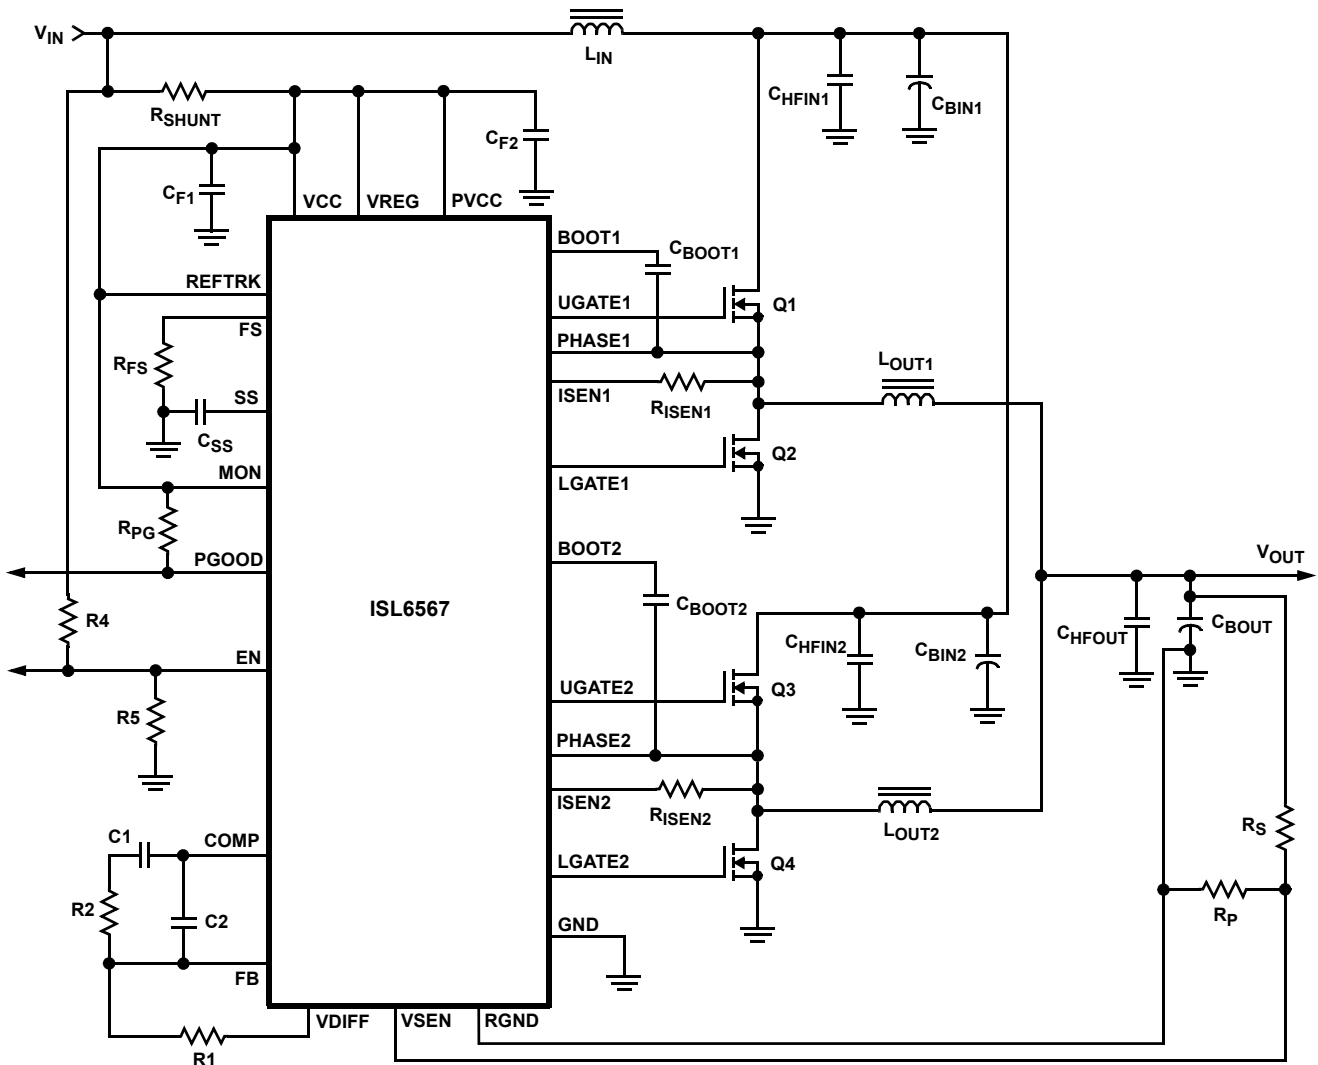 VIN
LIN
CHFIN1
CBIN1
RSHUNT
CF2
CF1
VCC
VREG
PVCC
BOOT1
CBOOT1
REFTRK
UGATE1
Q1
FS
PHASE1
LOUT1
RFS
ISEN1
RISEN1
SS
CSS
Q2
MON
LGATE1
RPG
BOOT2
VOUT
PGOOD
ISL6567
CBOOT2
R4
CHFOUT
CBOUT
CHFIN2
CBIN2
EN
UGATE2
Q3
R5
PHASE2
ISEN2
RISEN2
LOUT2
RS
C1
COMP
LGATE2
Q4
R2
C2
RP
GND
FB
VDIFF
VSEN
RGND
R1